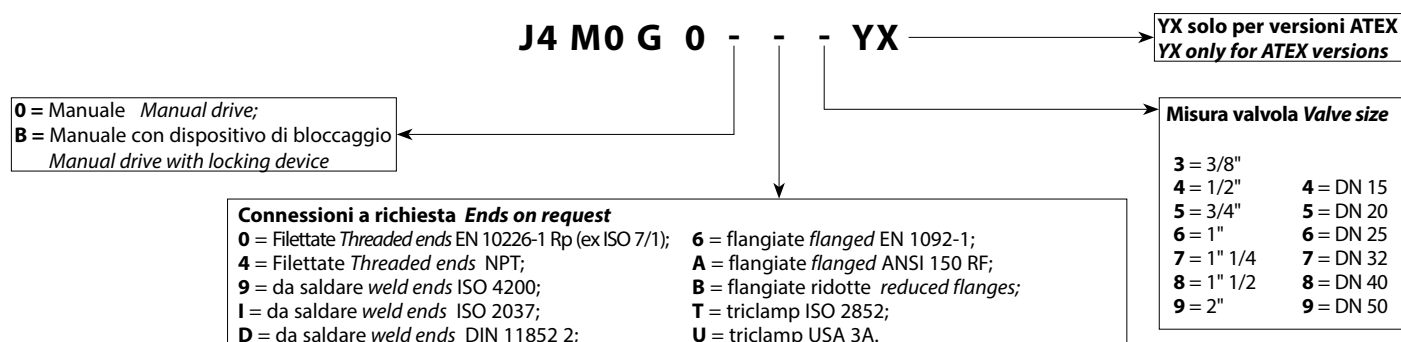 J4 M0 G 0 - - - YX
YX solo per versioni ATEX
YX only for ATEX versions
0 = Manuale Manual drive;
B = Manuale con dispositivo di bloccaggio
Manual drive with locking device
Misura valvola Valve size
3 = 3/8"
4 = 1/2" 4 = DN 15
5 = 3/4" 5 = DN 20
6 = 1" 6 = DN 25
7 = 1" 1/4 7 = DN 32
8 = 1" 1/2 8 = DN 40
9 = 2" 9 = DN 50
Connessioni a richiesta Ends on request
0 = Filettate Threaded ends EN 10226-1 Rp (ex ISO 7/1); 6 = flangiate flanged EN 1092-1;
4 = Filettate Threaded ends NPT; A = flangiate flanged ANSI 150 RF;
9 = da saldare weld ends ISO 4200; B = flangiate ridotte reduced flanges;
I = da saldare weld ends ISO 2037; T = triclamp ISO 2852;
D = da saldare weld ends DIN 11852 2; U = triclamp USA 3A.